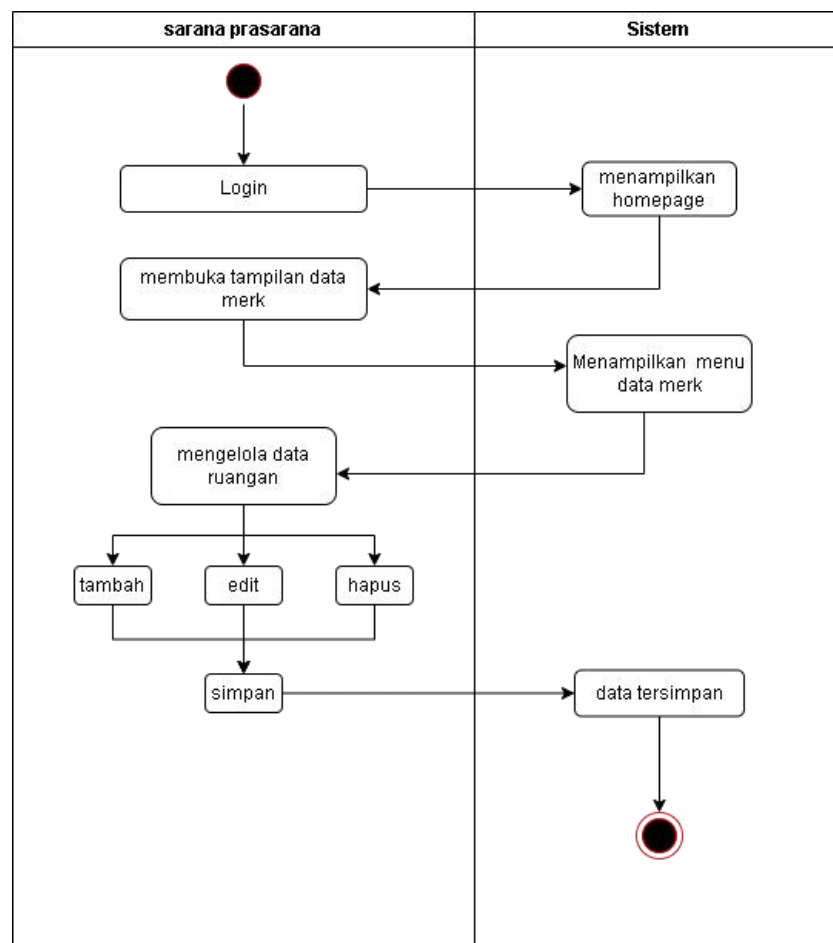 sarana prasarana
Sistem
Login
menampilkan
homepage
membuka tampilan data
merk
Menampilkan menu
data merk
mengelola data
ruangan
tambah
edit
hapus
simpan
data tersimpan